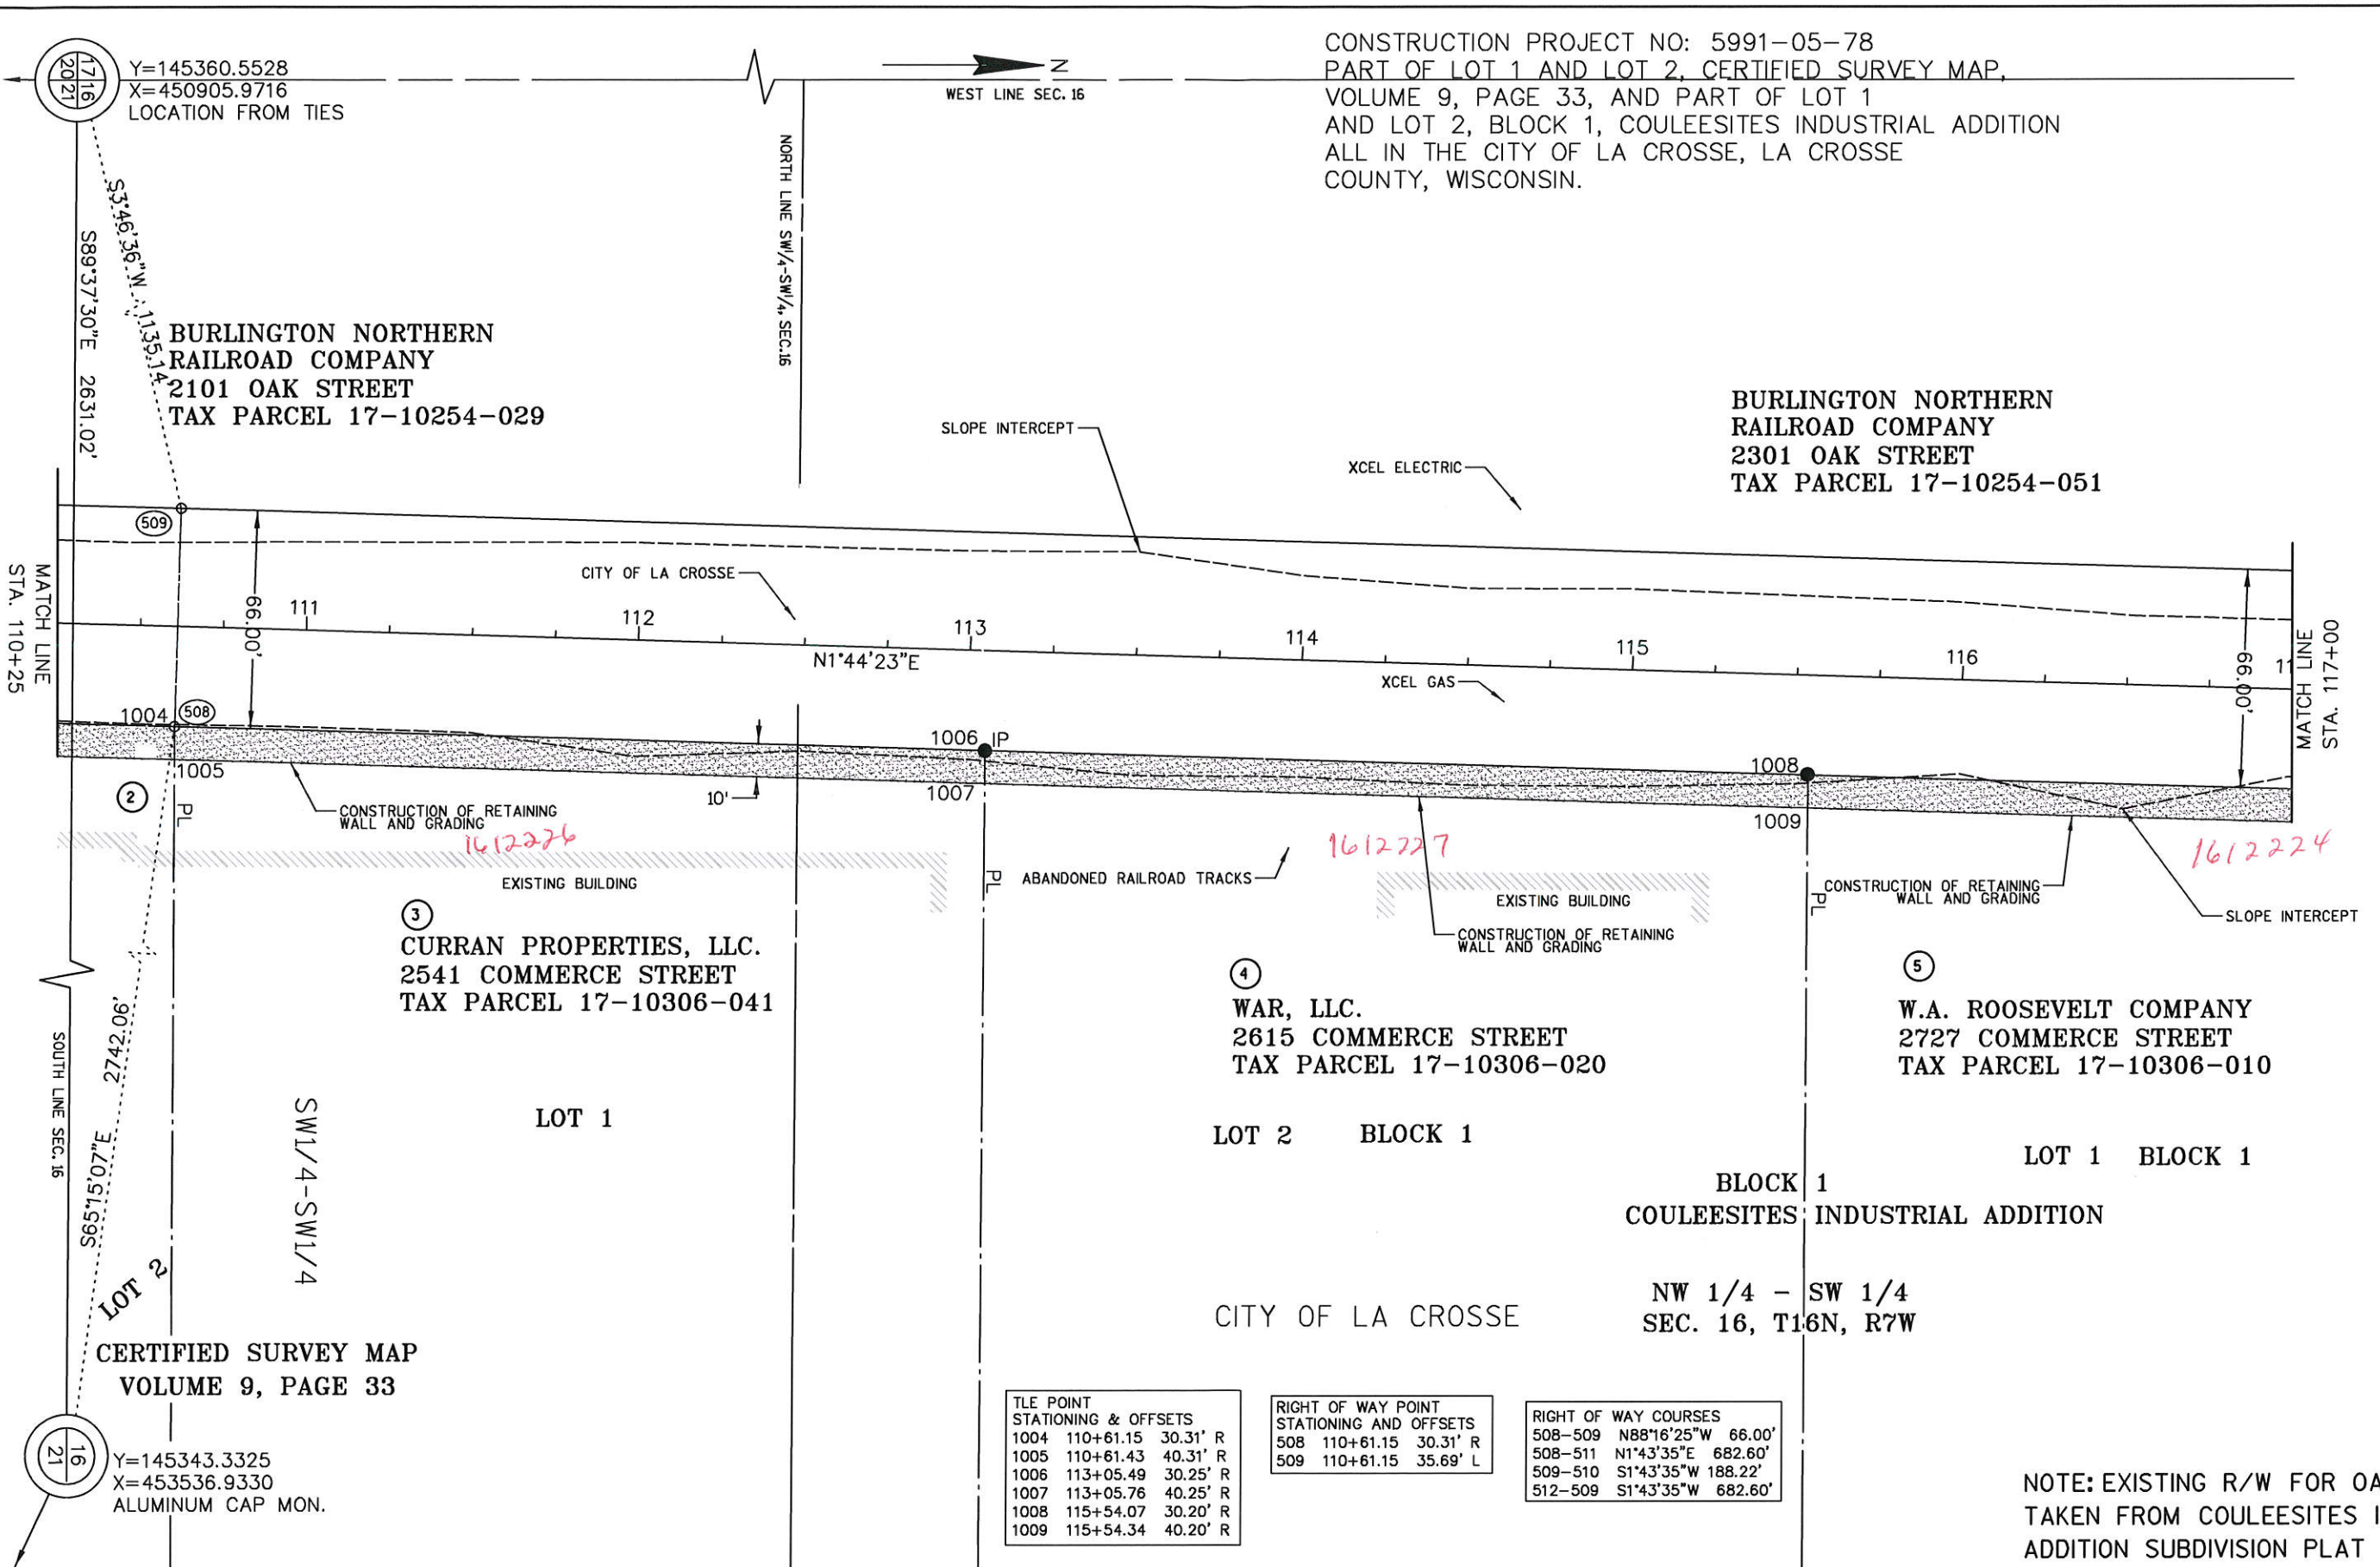 CONSTRUCTION PROJECT NO: 5991-05-78
PART OF LOT 1 AND LOT 2, CERTIFIED SURVEY MAP,
VOLUME 9, PAGE 33, AND PART OF LOT 1
AND LOT 2, BLOCK 1, COULEESITES INDUSTRIAL ADDITION
ALL IN THE CITY OF LA CROSSE, LA CROSSE
COUNTY, WISCONSIN.
17 16
20 21
Y=145360.5528
X=450905.9716
LOCATION FROM TIES
N
WEST LINE SEC. 16
NORTH LINE SW1/4-SW1/4, SEC.16
S3°46'36"W 1135.14'
S89°37'30"E 2631.02'
BURLINGTON NORTHERN
RAILROAD COMPANY
2101 OAK STREET
TAX PARCEL 17-10254-029
SLOPE INTERCEPT
XCEL ELECTRIC
BURLINGTON NORTHERN
RAILROAD COMPANY
2301 OAK STREET
TAX PARCEL 17-10254-051
509
MATCH LINE
STA. 110+25
66.00'
CITY OF LA CROSSE
111
112
113
114
115
116
11
N1°44'23"E
XCEL GAS
66.00'
MATCH LINE
STA. 117+00
1004
508
1005
1006
IP
1007
1008
1009
10'
2
PL
CONSTRUCTION OF RETAINING
WALL AND GRADING
1612226
EXISTING BUILDING
PL
ABANDONED RAILROAD TRACKS
1612227
EXISTING BUILDING
CONSTRUCTION OF RETAINING
WALL AND GRADING
PL
CONSTRUCTION OF RETAINING
WALL AND GRADING
1612224
SLOPE INTERCEPT
3
CURRAN PROPERTIES, LLC.
2541 COMMERCE STREET
TAX PARCEL 17-10306-041
4
WAR, LLC.
2615 COMMERCE STREET
TAX PARCEL 17-10306-020
5
W.A. ROOSEVELT COMPANY
2727 COMMERCE STREET
TAX PARCEL 17-10306-010
SOUTH LINE SEC. 16
S65°15'07"E 2742.06'
SW1/4-SW1/4
LOT 1
LOT 2 BLOCK 1
LOT 1 BLOCK 1
BLOCK 1
COULEESITES INDUSTRIAL ADDITION
LOT 2
CITY OF LA CROSSE
NW 1/4 - SW 1/4
SEC. 16, T16N, R7W
CERTIFIED SURVEY MAP
VOLUME 9, PAGE 33
16
21
Y=145343.3325
X=453536.9330
ALUMINUM CAP MON.
TLE POINT
STATIONING & OFFSETS
1004 110+61.15 30.31' R
1005 110+61.43 40.31' R
1006 113+05.49 30.25' R
1007 113+05.76 40.25' R
1008 115+54.07 30.20' R
1009 115+54.34 40.20' R
RIGHT OF WAY POINT
STATIONING AND OFFSETS
508 110+61.15 30.31' R
509 110+61.15 35.69' L
RIGHT OF WAY COURSES
508-509 N88°16'25"W 66.00'
508-511 N1°43'35"E 682.60'
509-510 S1°43'35"W 188.22'
512-509 S1°43'35"W 682.60'
NOTE: EXISTING R/W FOR OA
TAKEN FROM COULEESITES I
ADDITION SUBDIVISION PLAT